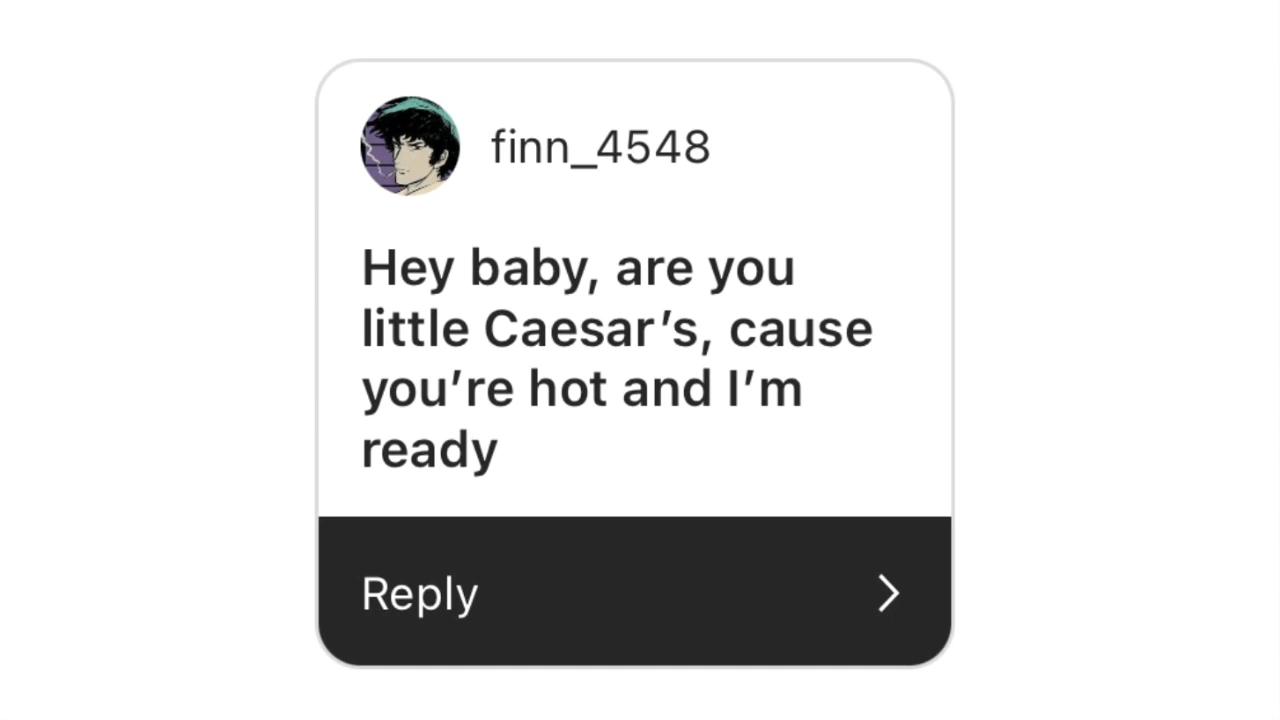 finn_4548
Hey baby, are you
little Caesar’s, cause
you’re hot and I’m
ready
Reply